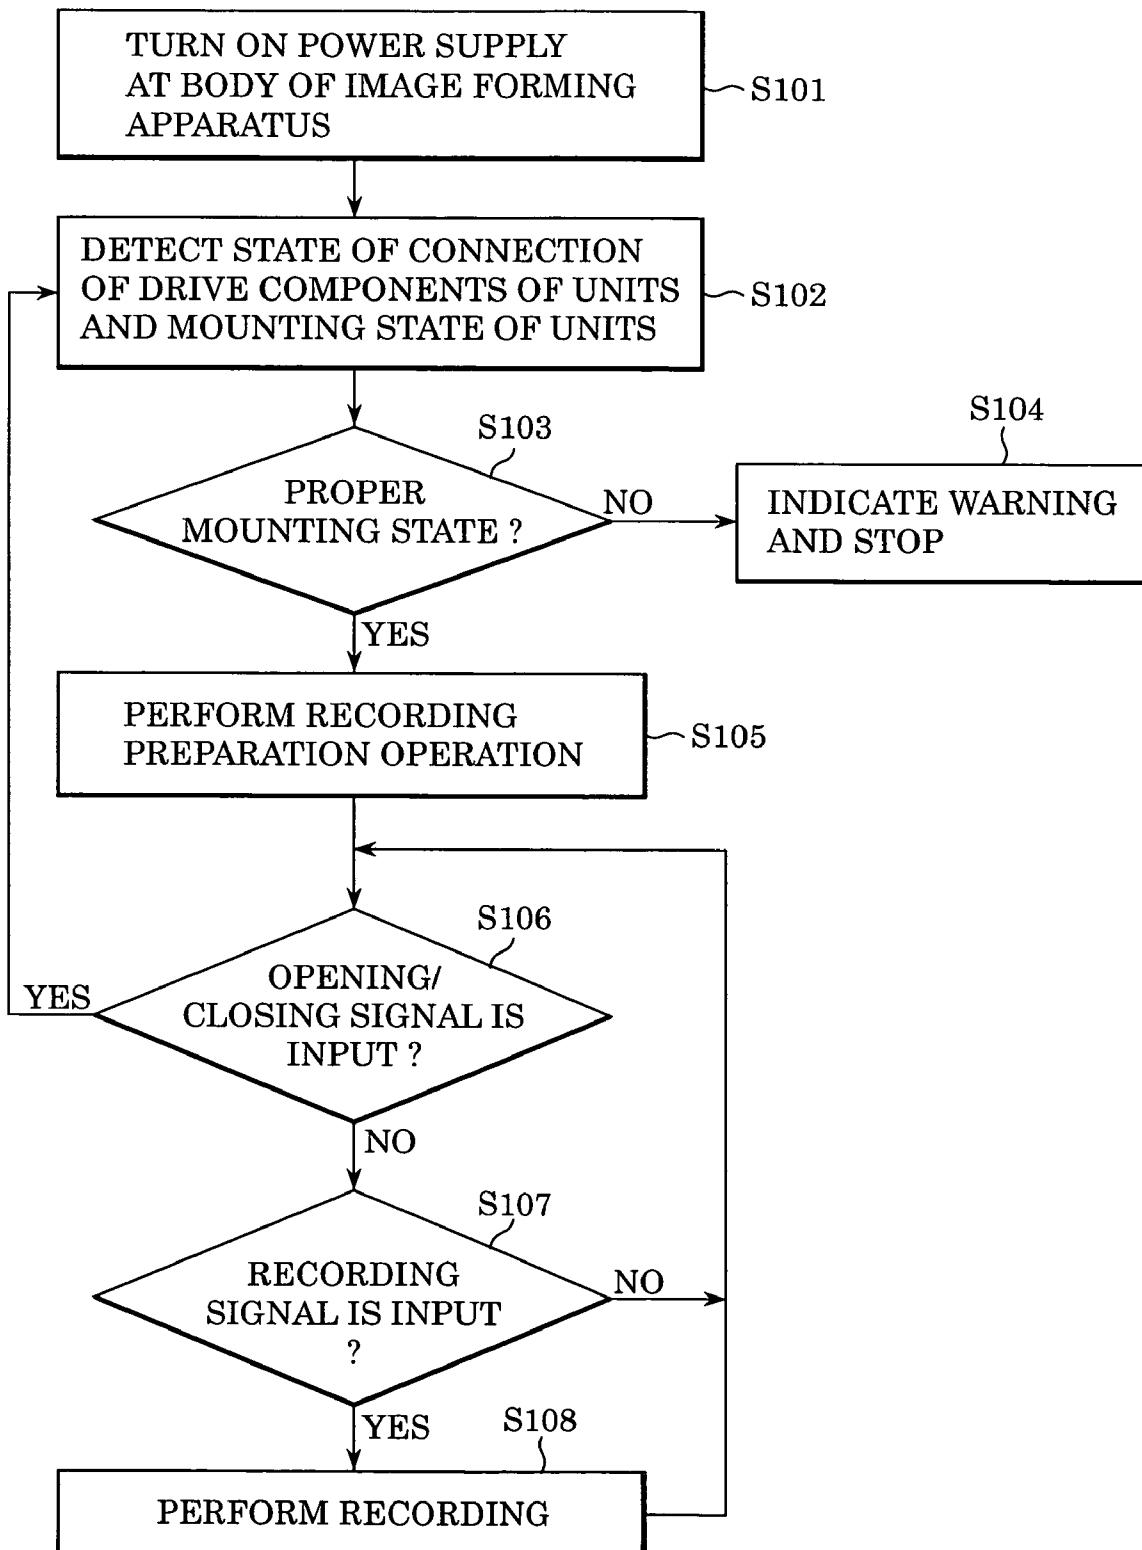 TURN ON POWER SUPPLY
AT BODY OF IMAGE FORMING
APPARATUS
S101
DETECT STATE OF CONNECTION
OF DRIVE COMPONENTS OF UNITS
AND MOUNTING STATE OF UNITS
S102
S103
PROPER
MOUNTING STATE ?
NO
S104
INDICATE WARNING
AND STOP
YES
PERFORM RECORDING
PREPARATION OPERATION
S105
S106
OPENING/
CLOSING SIGNAL IS
INPUT ?
YES
NO
S107
RECORDING
SIGNAL IS INPUT
?
NO
YES
S108
PERFORM RECORDING